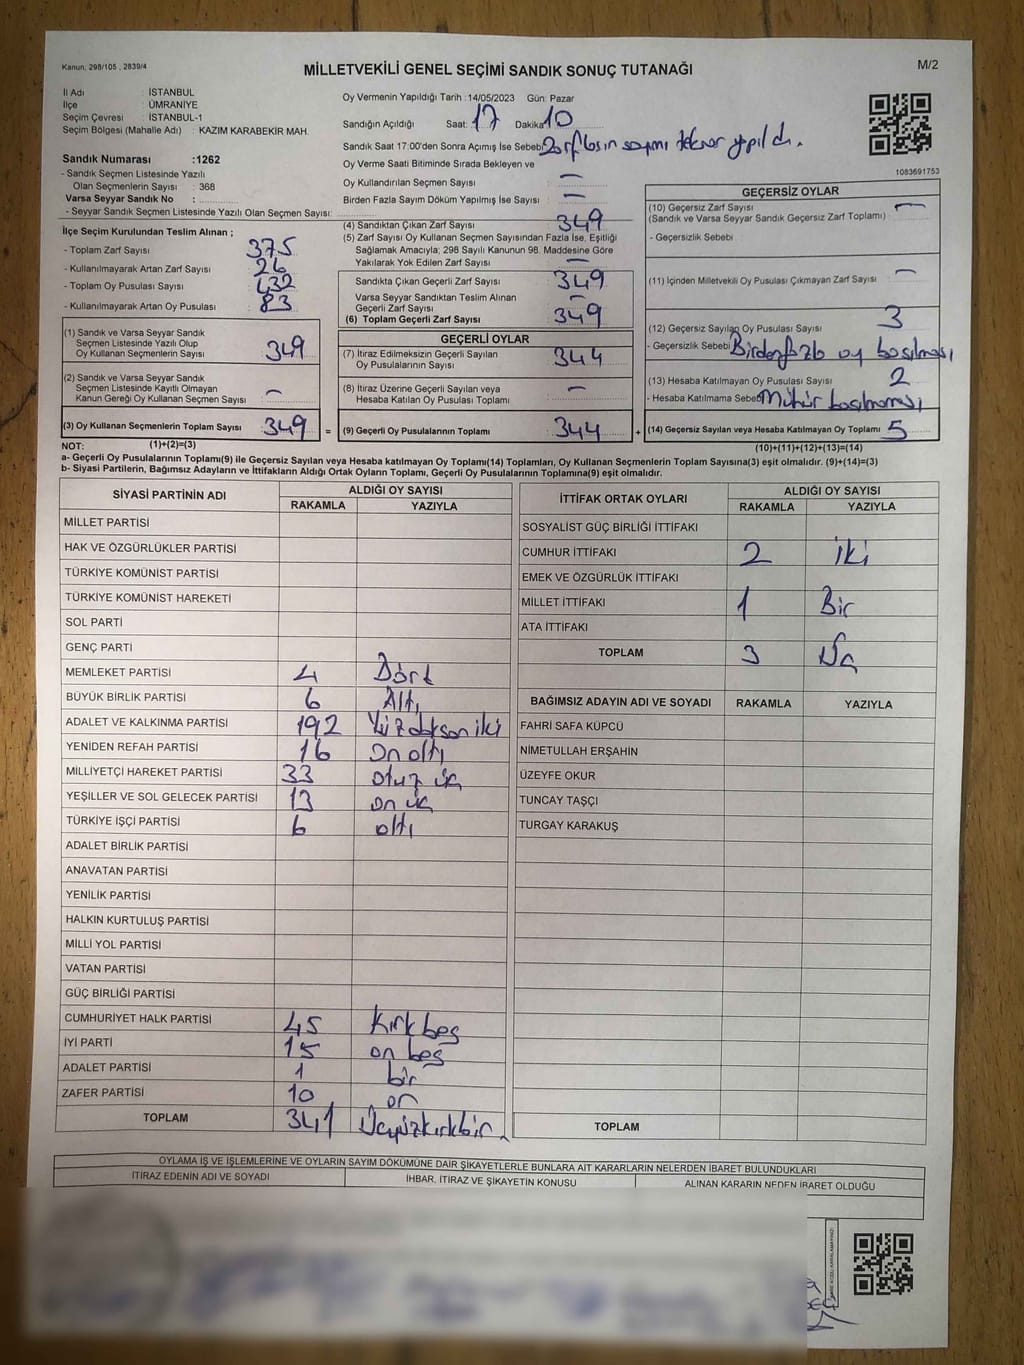 Kanun, 298/105 , 2839/4
MİLLETVEKİLİ GENEL SEÇİMİ SANDIK SONUÇ TUTANAĞI
M/2
İl Adı : İSTANBUL
İlçe : ÜMRANİYE
Seçim Çevresi : İSTANBUL-1
Seçim Bölgesi (Mahalle Adı) : KAZIM KARABEKİR MAH.
Sandık Numarası :1262
- Sandık Seçmen Listesinde Yazılı
Olan Seçmenlerin Sayısı : 368
Varsa Seyyar Sandık No :
- Seyyar Sandık Seçmen Listesinde Yazılı Olan Seçmen Sayısı:
Oy Vermenin Yapıldığı Tarih :14/05/2023 Gün: Pazar
Sandığın Açıldığı Saat: 17 Dakika 10
Sandık Saat 17:00'den Sonra Açımış İse Sebebi Zarfların sayımı tekrar yapıldı.
Oy Verme Saati Bitiminde Sırada Bekleyen ve
Oy Kullandırılan Seçmen Sayısı —
Birden Fazla Sayım Döküm Yapılmış İse Sayısı —
1083691753
İlçe Seçim Kurulundan Teslim Alınan ;
- Toplam Zarf Sayısı 375
- Kullanılmayarak Artan Zarf Sayısı 26
- Toplam Oy Pusulası Sayısı 432
- Kullanılmayarak Artan Oy Pusulası 83
(1) Sandık ve Varsa Seyyar Sandık
Seçmen Listesinde Yazılı Olup
Oy Kullanan Seçmenlerin Sayısı 349
(2) Sandık ve Varsa Seyyar Sandık
Seçmen Listesinde Kayıtlı Olmayan
Kanun Gereği Oy Kullanan Seçmen Sayısı : —
(3) Oy Kullanan Seçmenlerin Toplam Sayısı 349 =
(4) Sandıktan Çıkan Zarf Sayısı 349
(5) Zarf Sayısı Oy Kullanan Seçmen Sayısından Fazla İse, Eşitliği
Sağlamak Amacıyla; 298 Sayılı Kanunun 98. Maddesine Göre
Yakılarak Yok Edilen Zarf Sayısı —
Sandıkta Çıkan Geçerli Zarf Sayısı 349
Varsa Seyyar Sandıktan Teslim Alınan
Geçerli Zarf Sayısı —
(6) Toplam Geçerli Zarf Sayısı 349
GEÇERLİ OYLAR
(7) İtiraz Edilmeksizin Geçerli Sayılan
Oy Pusulalarının Sayısı 344
(8) İtiraz Üzerine Geçerli Sayılan veya
Hesaba Katılan Oy Pusulaları Toplamı —
(9) Geçerli Oy Pusulalarının Toplamı 344 +
GEÇERSİZ OYLAR
(10) Geçersiz Zarf Sayısı —
(Sandık ve Varsa Seyyar Sandık Geçersiz Zarf Toplamı)
- Geçersizlik Sebebi :
(11) İçinden Milletvekili Oy Pusulası Çıkmayan Zarf Sayısı —
(12) Geçersiz Sayılan Oy Pusulası Sayısı 3
- Geçersizlik Sebebi Birden fazla oy basılması
(13) Hesaba Katılmayan Oy Pusulası Sayısı 2
- Hesaba Katılmama Sebebi Mühür basılmaması
(14) Geçersiz Sayılan veya Hesaba Katılmayan Oy Toplamı 5
NOT: (1)+(2)=(3) (10)+(11)+(12)+(13)=(14)
a- Geçerli Oy Pusulalarının Toplamı(9) ile Geçersiz Sayılan veya Hesaba katılmayan Oy Toplamı(14) Toplamları, Oy Kullanan Seçmenlerin Toplam Sayısına(3) eşit olmalıdır. (9)+(14)=(3)
b- Siyasi Partilerin, Bağımsız Adayların ve İttifakların Aldığı Ortak Oyların Toplamı, Geçerli Oy Pusulalarının Toplamına(9) eşit olmalıdır.
SİYASİ PARTİNİN ADI ALDIĞI OY SAYISI
RAKAMLA YAZIYLA
MİLLET PARTİSİ
HAK VE ÖZGÜRLÜKLER PARTİSİ
TÜRKİYE KOMÜNİST PARTİSİ
TÜRKİYE KOMÜNİST HAREKETİ
SOL PARTİ
GENÇ PARTİ
MEMLEKET PARTİSİ 4 Dört
BÜYÜK BİRLİK PARTİSİ 6 Altı
ADALET VE KALKINMA PARTİSİ 192 Yüz doksan iki
YENİDEN REFAH PARTİSİ 16 On altı
MİLLİYETÇİ HAREKET PARTİSİ 33 otuz üç
YEŞİLLER VE SOL GELECEK PARTİSİ 13 on üç
TÜRKİYE İŞÇİ PARTİSİ 6 altı
ADALET BİRLİK PARTİSİ
ANAVATAN PARTİSİ
YENİLİK PARTİSİ
HALKIN KURTULUŞ PARTİSİ
MİLLİ YOL PARTİSİ
VATAN PARTİSİ
GÜÇ BİRLİĞİ PARTİSİ
CUMHURİYET HALK PARTİSİ 45 Kırk beş
İYİ PARTİ 15 on beş
ADALET PARTİSİ 1 bir
ZAFER PARTİSİ 10 on
TOPLAM 341 Üçyüzkırkbir.
İTTİFAK ORTAK OYLARI ALDIĞI OY SAYISI
RAKAMLA YAZIYLA
SOSYALİST GÜÇ BİRLİĞİ İTTİFAKI
CUMHUR İTTİFAKI 2 İki
EMEK VE ÖZGÜRLÜK İTTİFAKI
MİLLET İTTİFAKI 1 Bir
ATA İTTİFAKI
TOPLAM 3 Üç
BAĞIMSIZ ADAYIN ADI VE SOYADI RAKAMLA YAZIYLA
FAHRİ SAFA KÜPCÜ
NİMETULLAH ERŞAHİN
ÜZEYFE OKUR
TUNCAY TAŞÇI
TURGAY KARAKUŞ
TOPLAM
OYLAMA İŞ VE İŞLEMLERİNE VE OYLARIN SAYIM DÖKÜMÜNE DAİR ŞİKAYETLERLE BUNLARA AİT KARARLARIN NELERDEN İBARET BULUNDUKLARI
İTİRAZ EDENİN ADI VE SOYADI İHBAR, İTİRAZ VE ŞİKAYETİN KONUSU ALINAN KARARIN NEDEN İBARET OLDUĞU